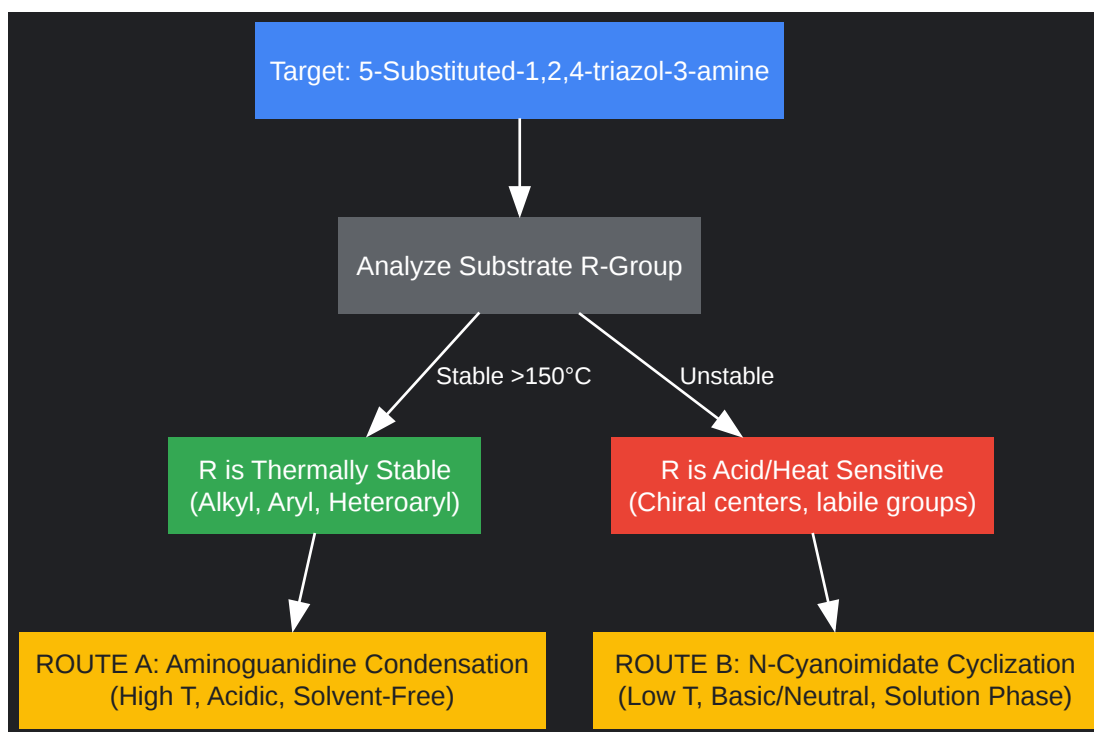 Target: 5-Substituted-1,2,4-triazol-3-amine
Analyze Substrate R-Group
Stable >150°C
Unstable
R is Thermally Stable
(Alkyl, Aryl, Heteroaryl)
R is Acid/Heat Sensitive
(Chiral centers, labile groups)
ROUTE A: Aminoguanidine Condensation
(High T, Acidic, Solvent-Free)
ROUTE B: N-Cyanoimidate Cyclization
(Low T, Basic/Neutral, Solution Phase)